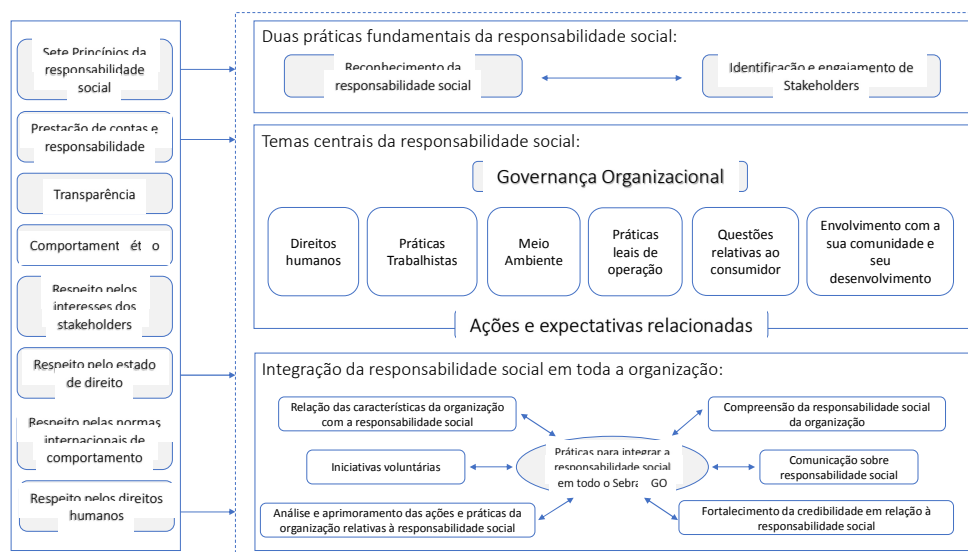 Sete Princípios da
responsabilidade
social
Prestação de contas e
responsabilidade
Transparência
Comportament ét o
Respeito pelos
interesses dos
stakeholders
Respeito pelo estado
de direito
Respeito pelas normas
internacionais de
comportamento
Respeito pelos direitos
humanos
Duas práticas fundamentais da responsabilidade social:
Reconhecimento da
responsabilidade social
Identificação e engajamento de
Stakeholders
Temas centrais da responsabilidade social:
Governança Organizacional
Direitos
humanos
Práticas
Trabalhistas
Meio
Ambiente
Práticas
leais de
operação
Questões
relativas ao
consumidor
Envolvimento com a
sua comunidade e
seu
desenvolvimento
Ações e expectativas relacionadas
Integração da responsabilidade social em toda a organização:
Relação das características da organização
com a responsabilidade social
Compreensão da responsabilidade social
da organização
Iniciativas voluntárias
Práticas para integrar a
responsabilidade social
em todo o Sebra GO
Comunicação sobre
responsabilidade social
Análise e aprimoramento das ações e práticas da
organização relativas à responsabilidade social
Fortalecimento da credibilidade em relação à
responsabilidade social